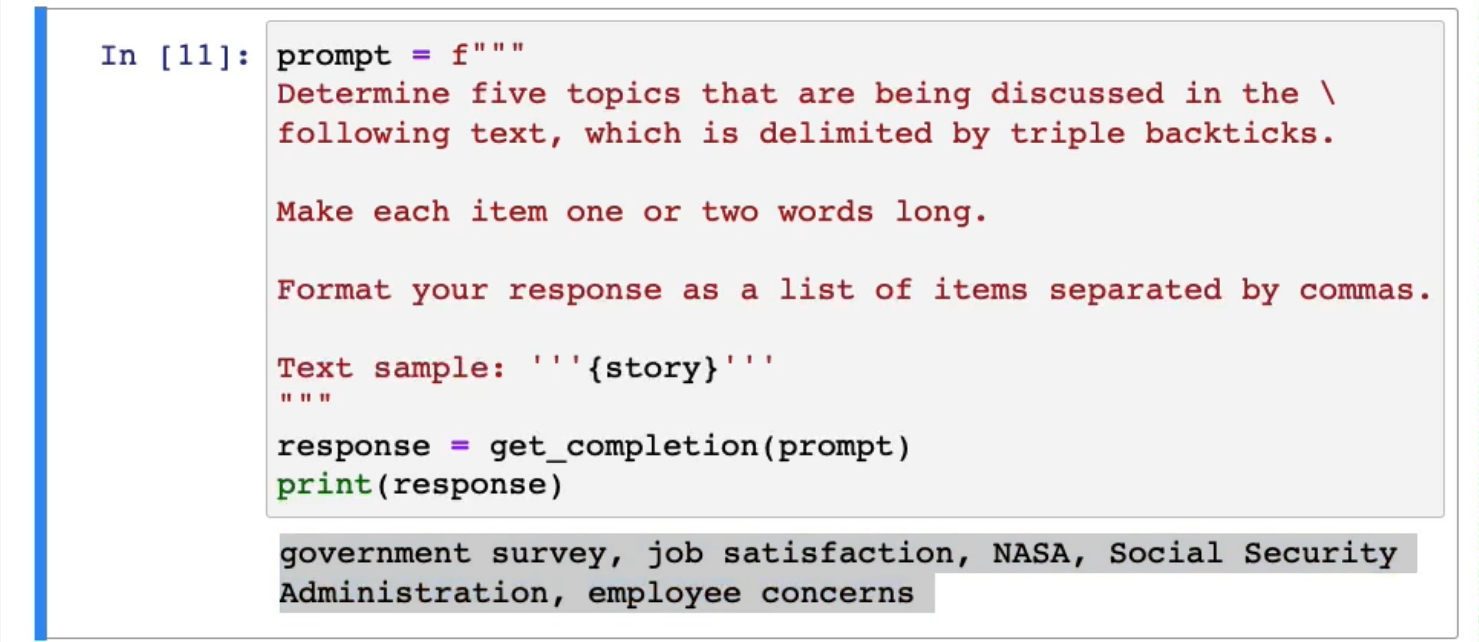 In [11]: prompt = f"""
Determine five topics that are being discussed in the \
following text, which is delimited by triple backticks.
Make each item one or two words long.
Format your response as a list of items separated by commas.
Text sample: '''{story}'''
"""
response = get_completion(prompt)
print(response)
government survey, job satisfaction, NASA, Social Security
Administration, employee concerns